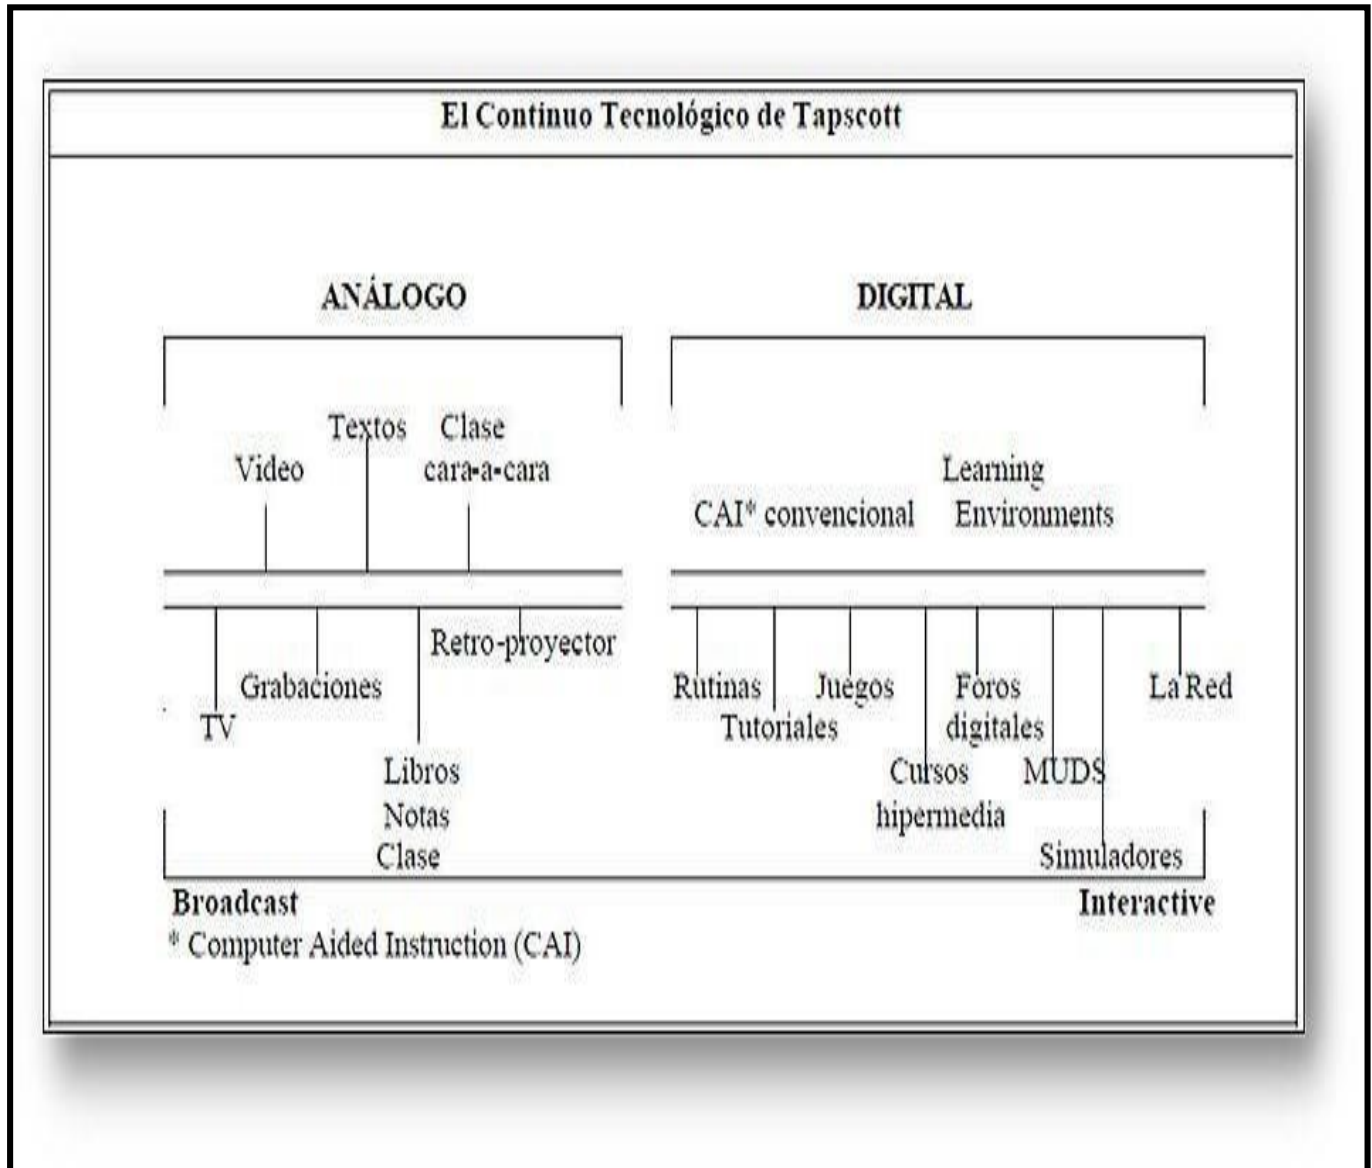 El Continuo Tecnológico de Tapscott
ANÁLOGO
DIGITAL
Textos
Clase
cara-a-cara
Video
Learning
Environments
CAI* convencional
Retro-proyector
Grabaciones
TV
Libros
Notas
Clase
Rutinas
Tutoriales
Juegos
Cursos
hipermedia
Foros
digitales
MUDS
Simuladores
La Red
Broadcast
Interactive
* Computer Aided Instruction (CAI)